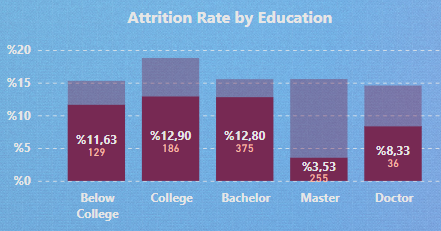 Attrition Rate by Education
%20
%15
%10
%5
%0
%11,63
129
%12,90
186
%12,80
375
%3,53
255
%8,33
36
Below
College
College
Bachelor
Master
Doctor